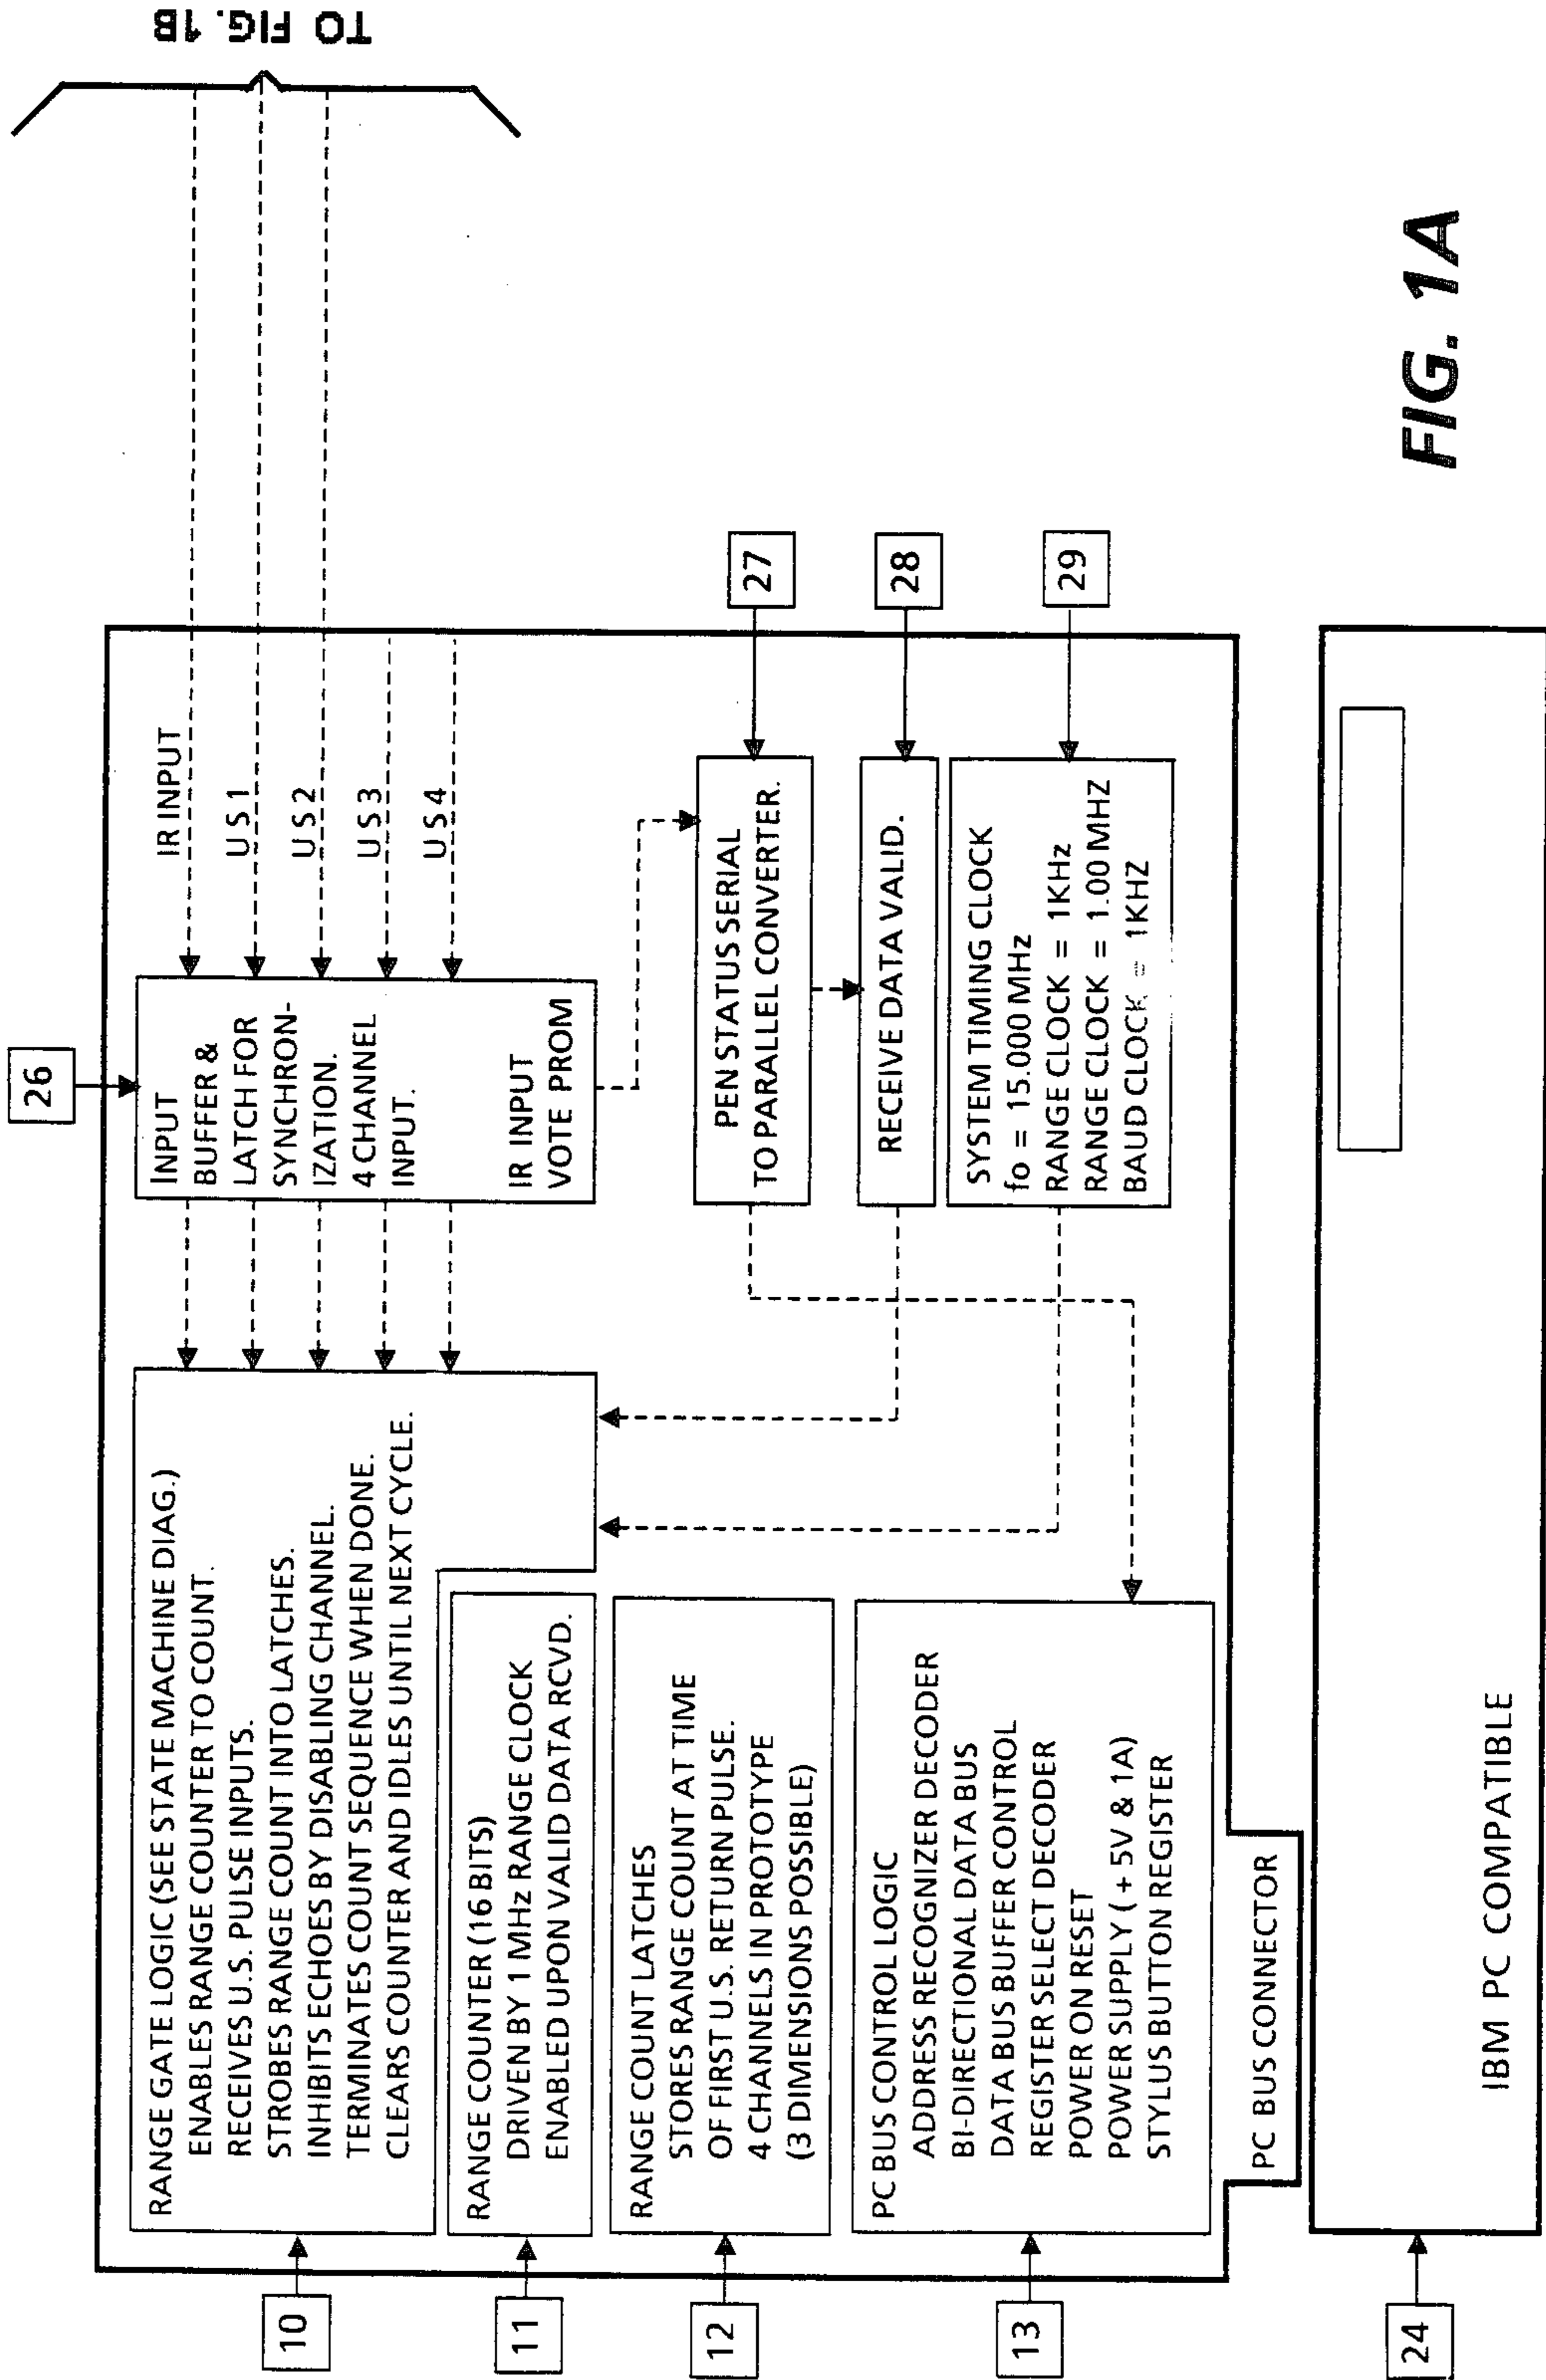 TO FIG. 1B
26
INPUT
BUFFER &
LATCH FOR
SYNCHRON-
IZATION.
4 CHANNEL
INPUT.
IR INPUT
VOTE PROM
IR INPUT
US1
US2
US3
US4
10
RANGE GATE LOGIC (SEE STATE MACHINE DIAG.)
ENABLES RANGE COUNTER TO COUNT.
RECEIVES U.S. PULSE INPUTS.
STROBES RANGE COUNT INTO LATCHES.
INHIBITS ECHOES BY DISABLING CHANNEL.
TERMINATES COUNT SEQUENCE WHEN DONE.
CLEARS COUNTER AND IDLES UNTIL NEXT CYCLE.
11
RANGE COUNTER (16 BITS)
DRIVEN BY 1 MHz RANGE CLOCK
ENABLED UPON VALID DATA RCVD.
12
RANGE COUNT LATCHES
STORES RANGE COUNT AT TIME
OF FIRST U.S. RETURN PULSE.
4 CHANNELS IN PROTOTYPE
(3 DIMENSIONS POSSIBLE)
13
PC BUS CONTROL LOGIC
ADDRESS RECOGNIZER DECODER
BI-DIRECTIONAL DATA BUS
DATA BUS BUFFER CONTROL
REGISTER SELECT DECODER
POWER ON RESET
POWER SUPPLY (+ 5V & 1A)
STYLUS BUTTON REGISTER
27
PEN STATUS SERIAL
TO PARALLEL CONVERTER.
28
RECEIVE DATA VALID.
29
SYSTEM TIMING CLOCK
fo = 15.000 MHz
RANGE CLOCK = 1KHz
RANGE CLOCK = 1.00 MHZ
BAUD CLOCK = 1KHZ
PC BUS CONNECTOR
24
IBM PC COMPATIBLE
FIG. 1A